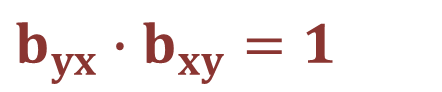 b_yx · b_xy = 1